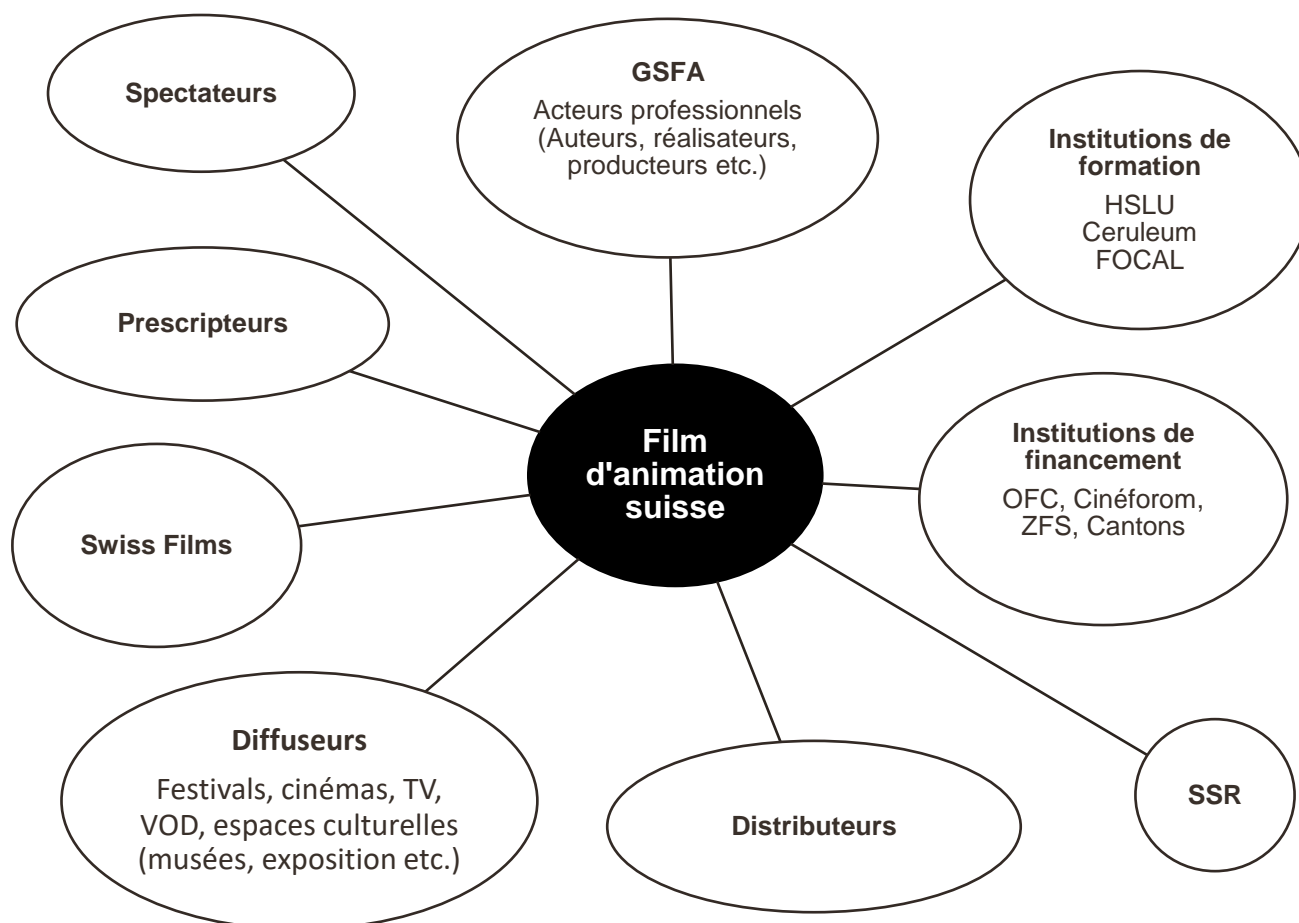 Spectateurs
GSFA
Acteurs professionnels
(Auteurs, réalisateurs,
producteurs etc.)
Institutions de
formation
HSLU
Ceruleum
FOCAL
Prescripteurs
Film
d'animation
suisse
Institutions de
financement
OFC, Cinéforom,
ZFS, Cantons
Swiss Films
Diffuseurs
Festivals, cinémas, TV,
VOD, espaces culturelles
(musées, exposition etc.)
Distributeurs
SSR